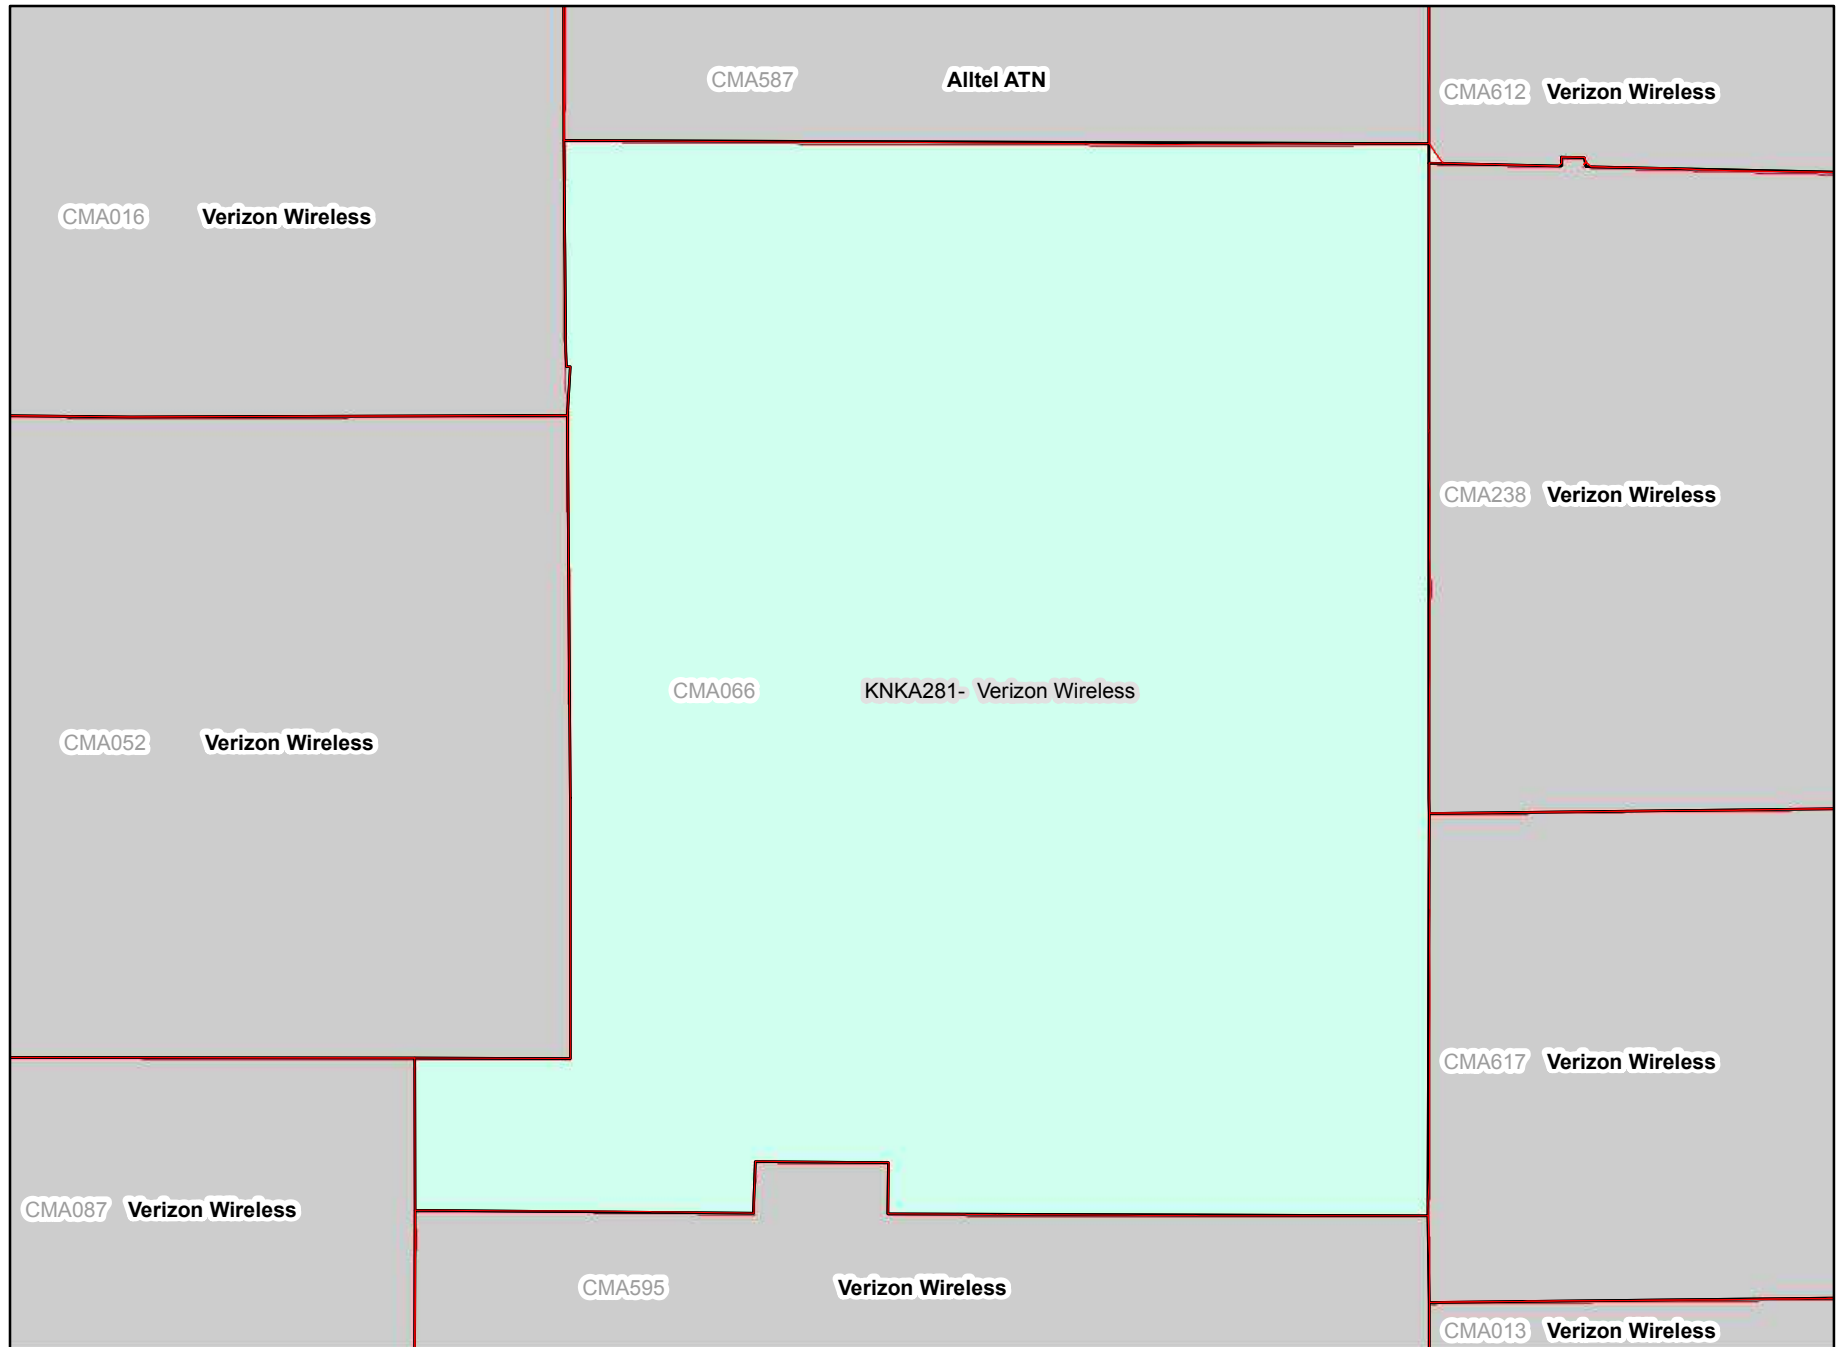 CMA587 Alltel ATN
CMA612 Verizon Wireless
CMA016 Verizon Wireless
CMA238 Verizon Wireless
CMA066 KNKA281- Verizon Wireless
CMA052 Verizon Wireless
CMA617 Verizon Wireless
CMA087 Verizon Wireless
CMA595 Verizon Wireless
CMA013 Verizon Wireless